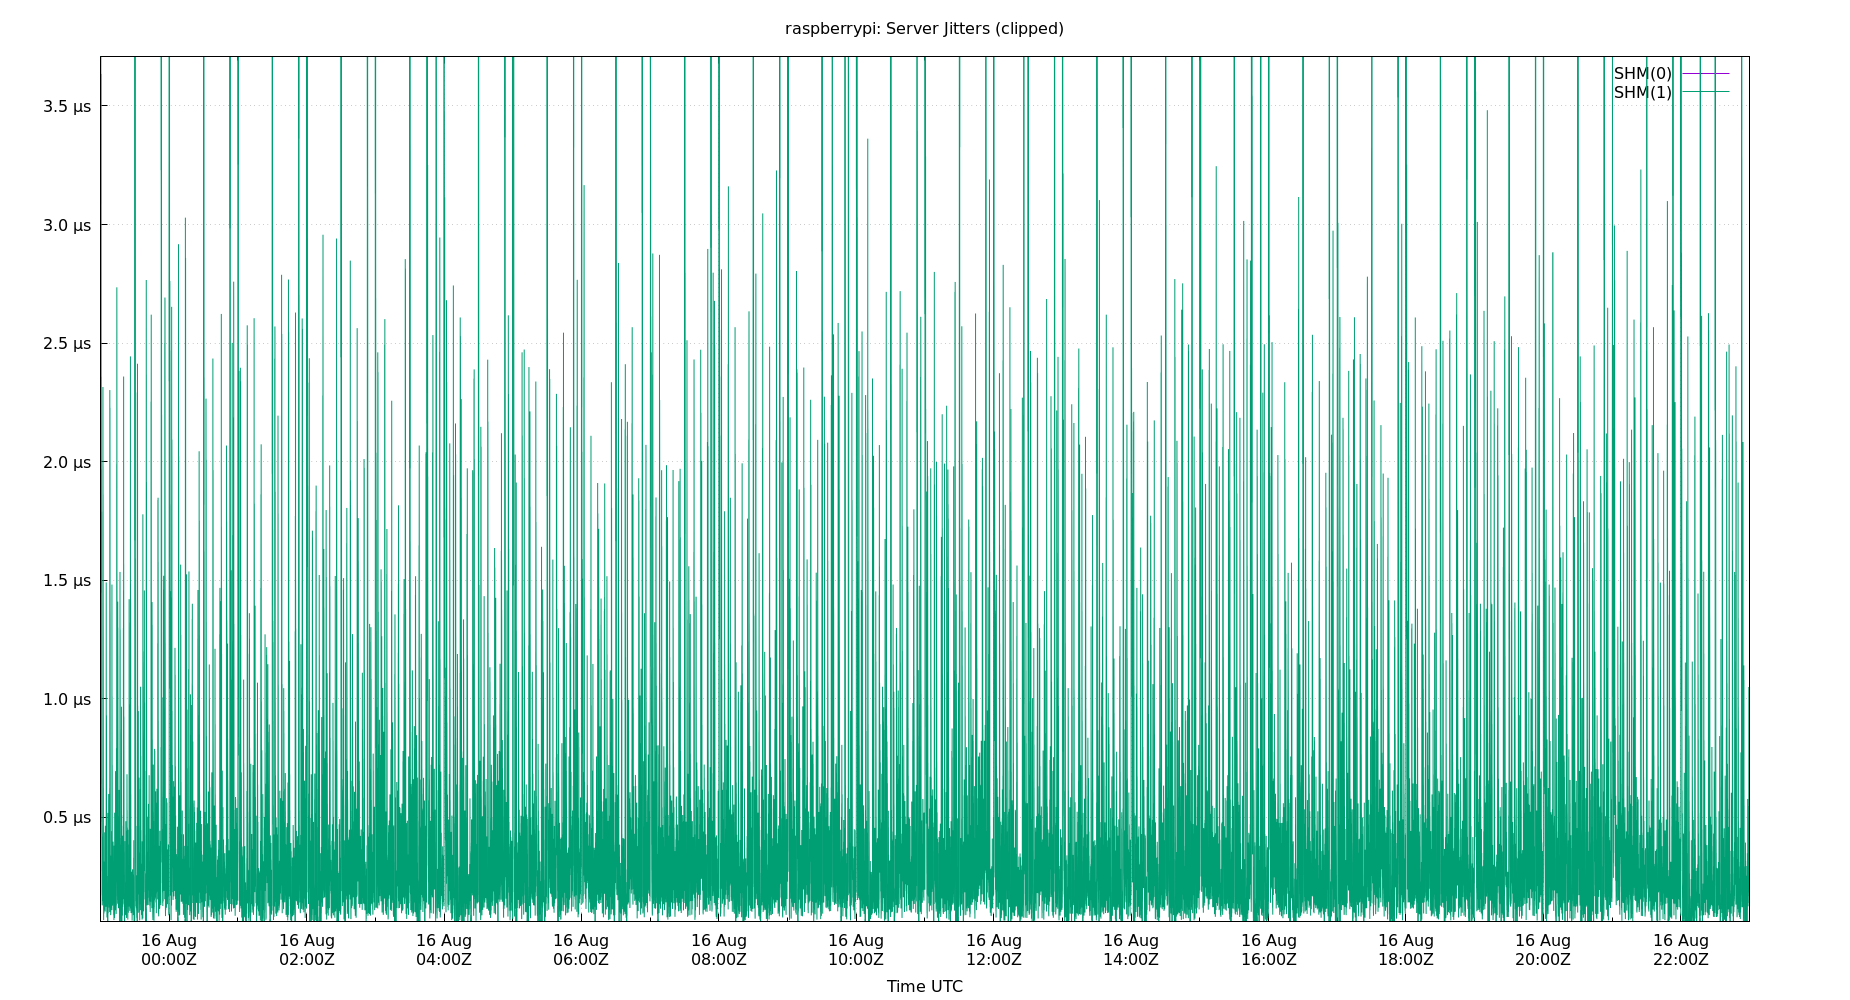 raspberrypi: Server Jitters (clipped)
SHM(0)
SHM(1)
3.5 μs
3.0 μs
2.5 μs
2.0 μs
1.5 μs
1.0 μs
0.5 μs
16 Aug 16 Aug 16 Aug 16 Aug 16 Aug 16 Aug 16 Aug 16 Aug 16 Aug 16 Aug 16 Aug 16 Aug
00:00Z 02:00Z 04:00Z 06:00Z 08:00Z 10:00Z 12:00Z 14:00Z 16:00Z 18:00Z 20:00Z 22:00Z
Time UTC